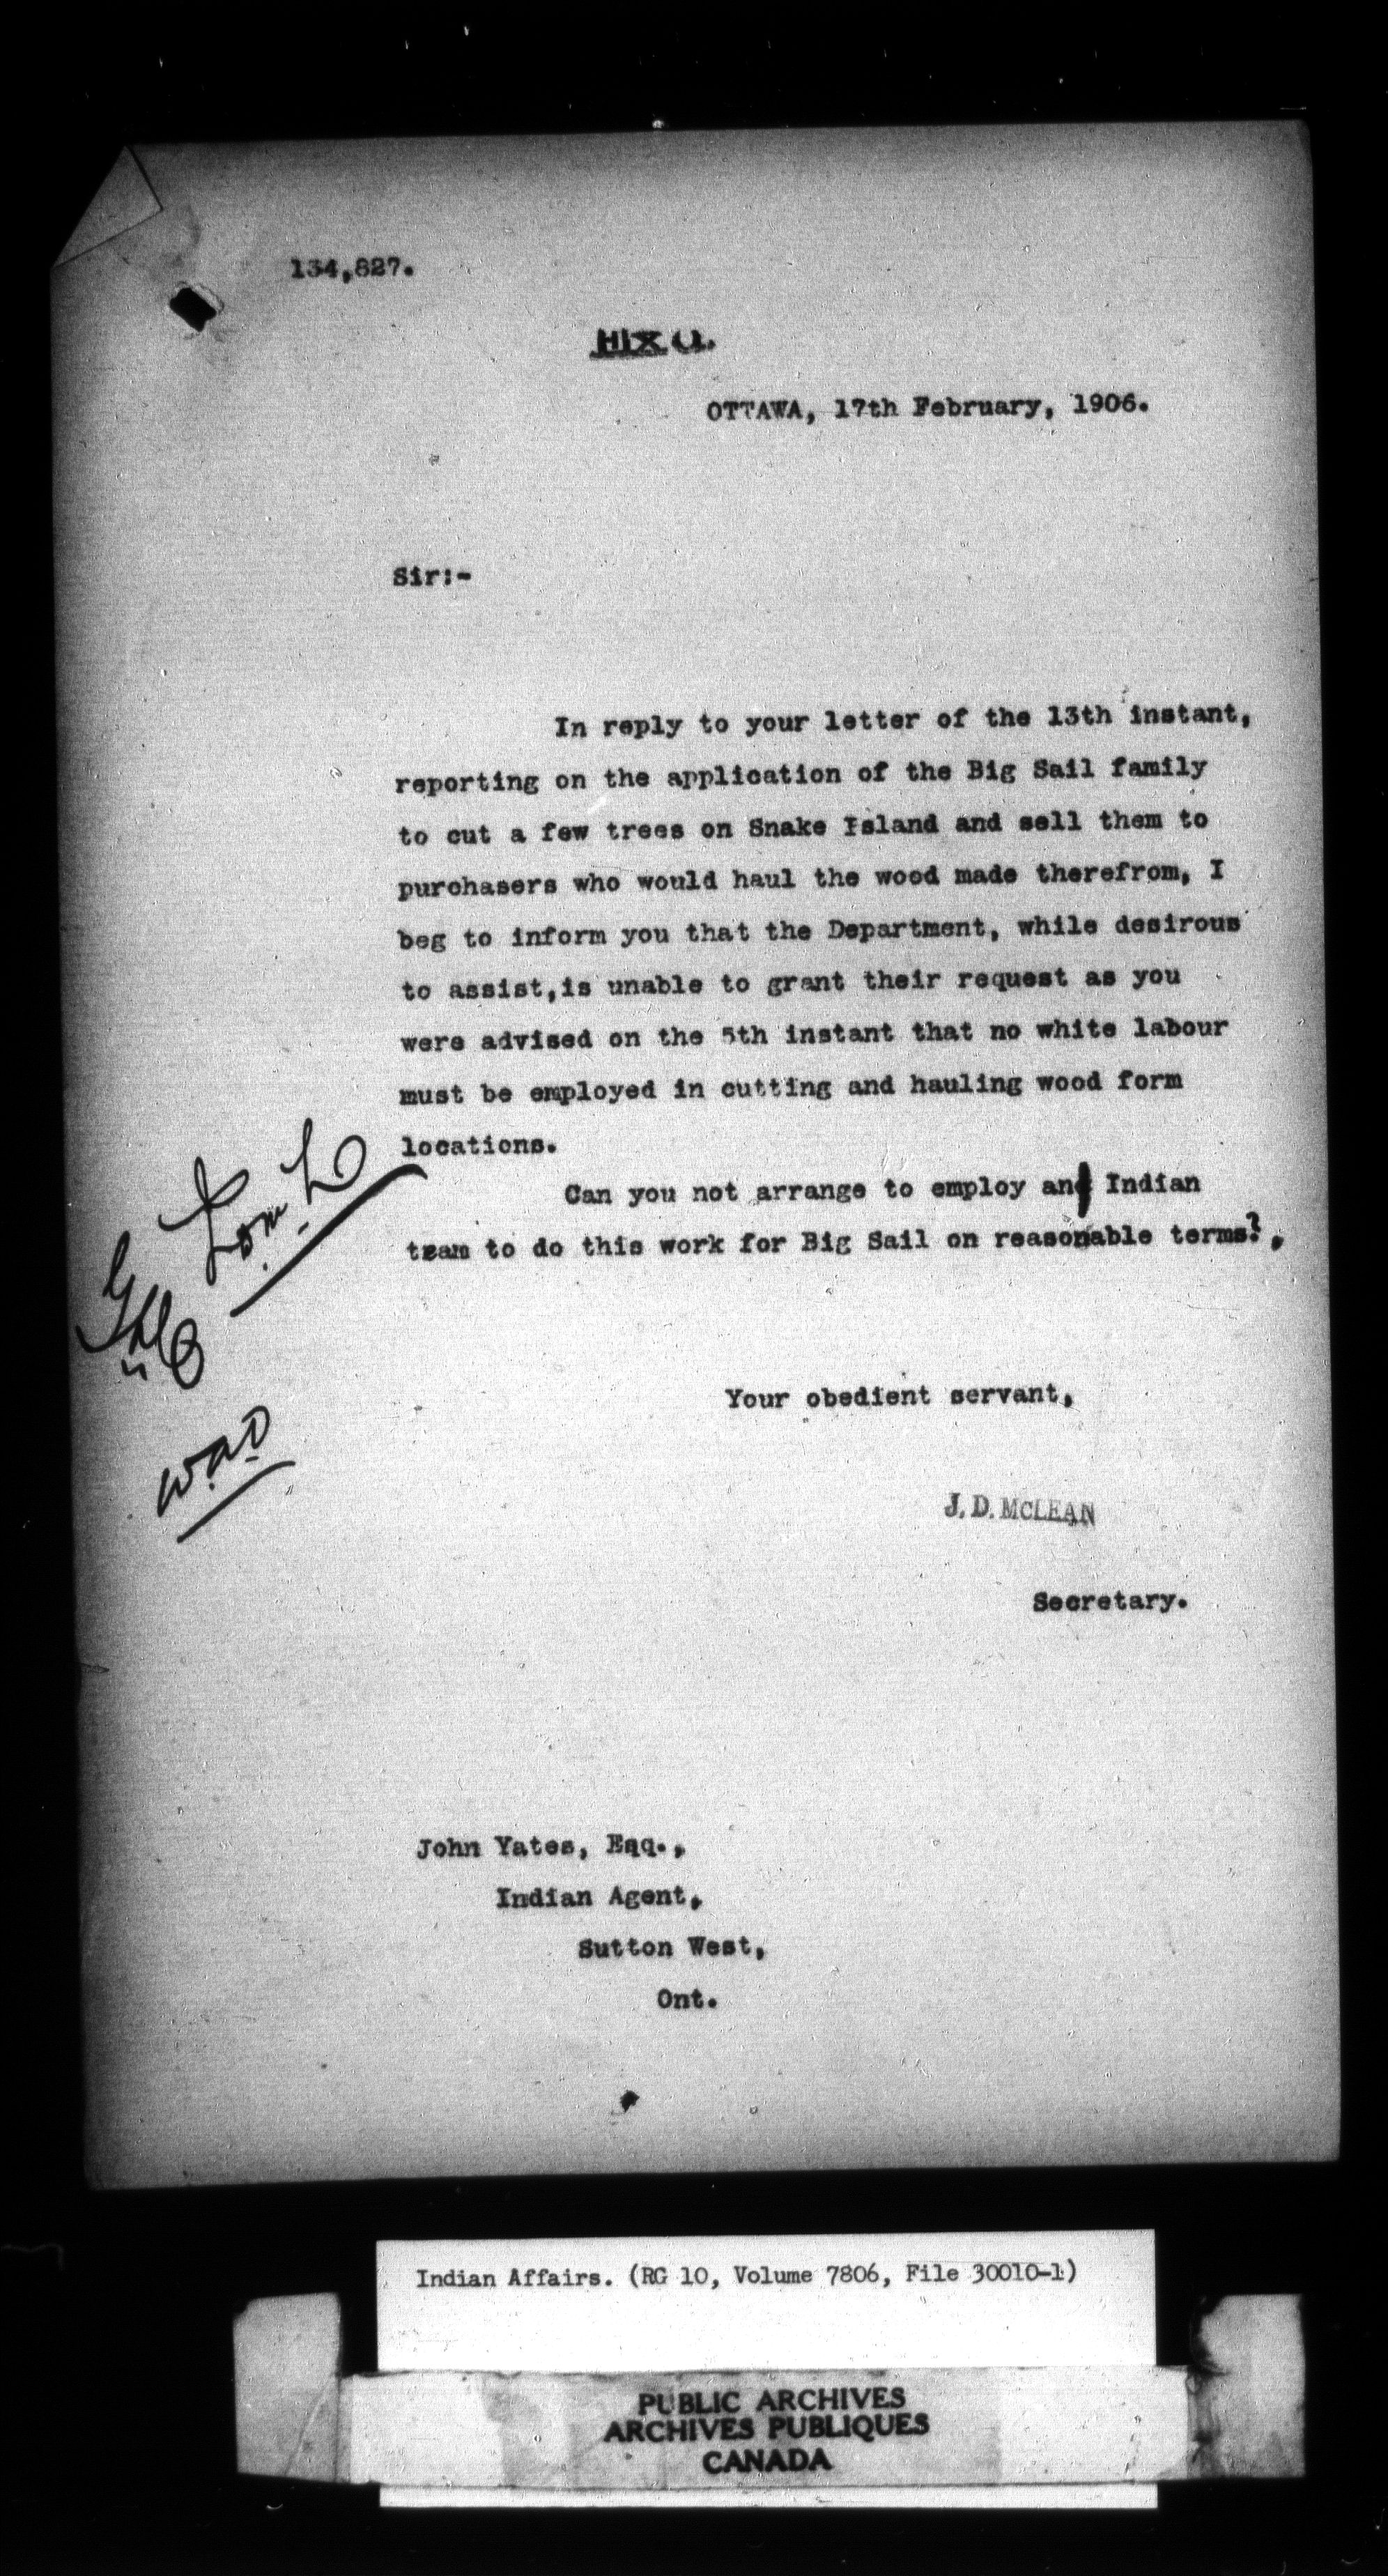 134,827.
OTTAWA, 17th February, 1906.
Sir:-
In reply to your letter of the 13th instant,
reporting on the application of the Big Sail family
to cut a few trees on Snake Island and sell them to
purchasers who would haul the wood made therefrom, I
beg to inform you that the Department, while desirous
to assist,is unable to grant their request as you
were advised on the 5th instant that no white labour
must be employed in cutting and hauling wood form
locations.
Can you not arrange to employ an Indian
team to do this work for Big Sail on reasonable terms?.
Your obedient servant,
J. D. McLEAN
Secretary.
John Yates, Esq.,
Indian Agent,
Sutton West,
Ont.
Indian Affairs. (RG 10, Volume 7806, File 30010-1)
PUBLIC ARCHIVES
ARCHIVES PUBLIQUES
CANADA